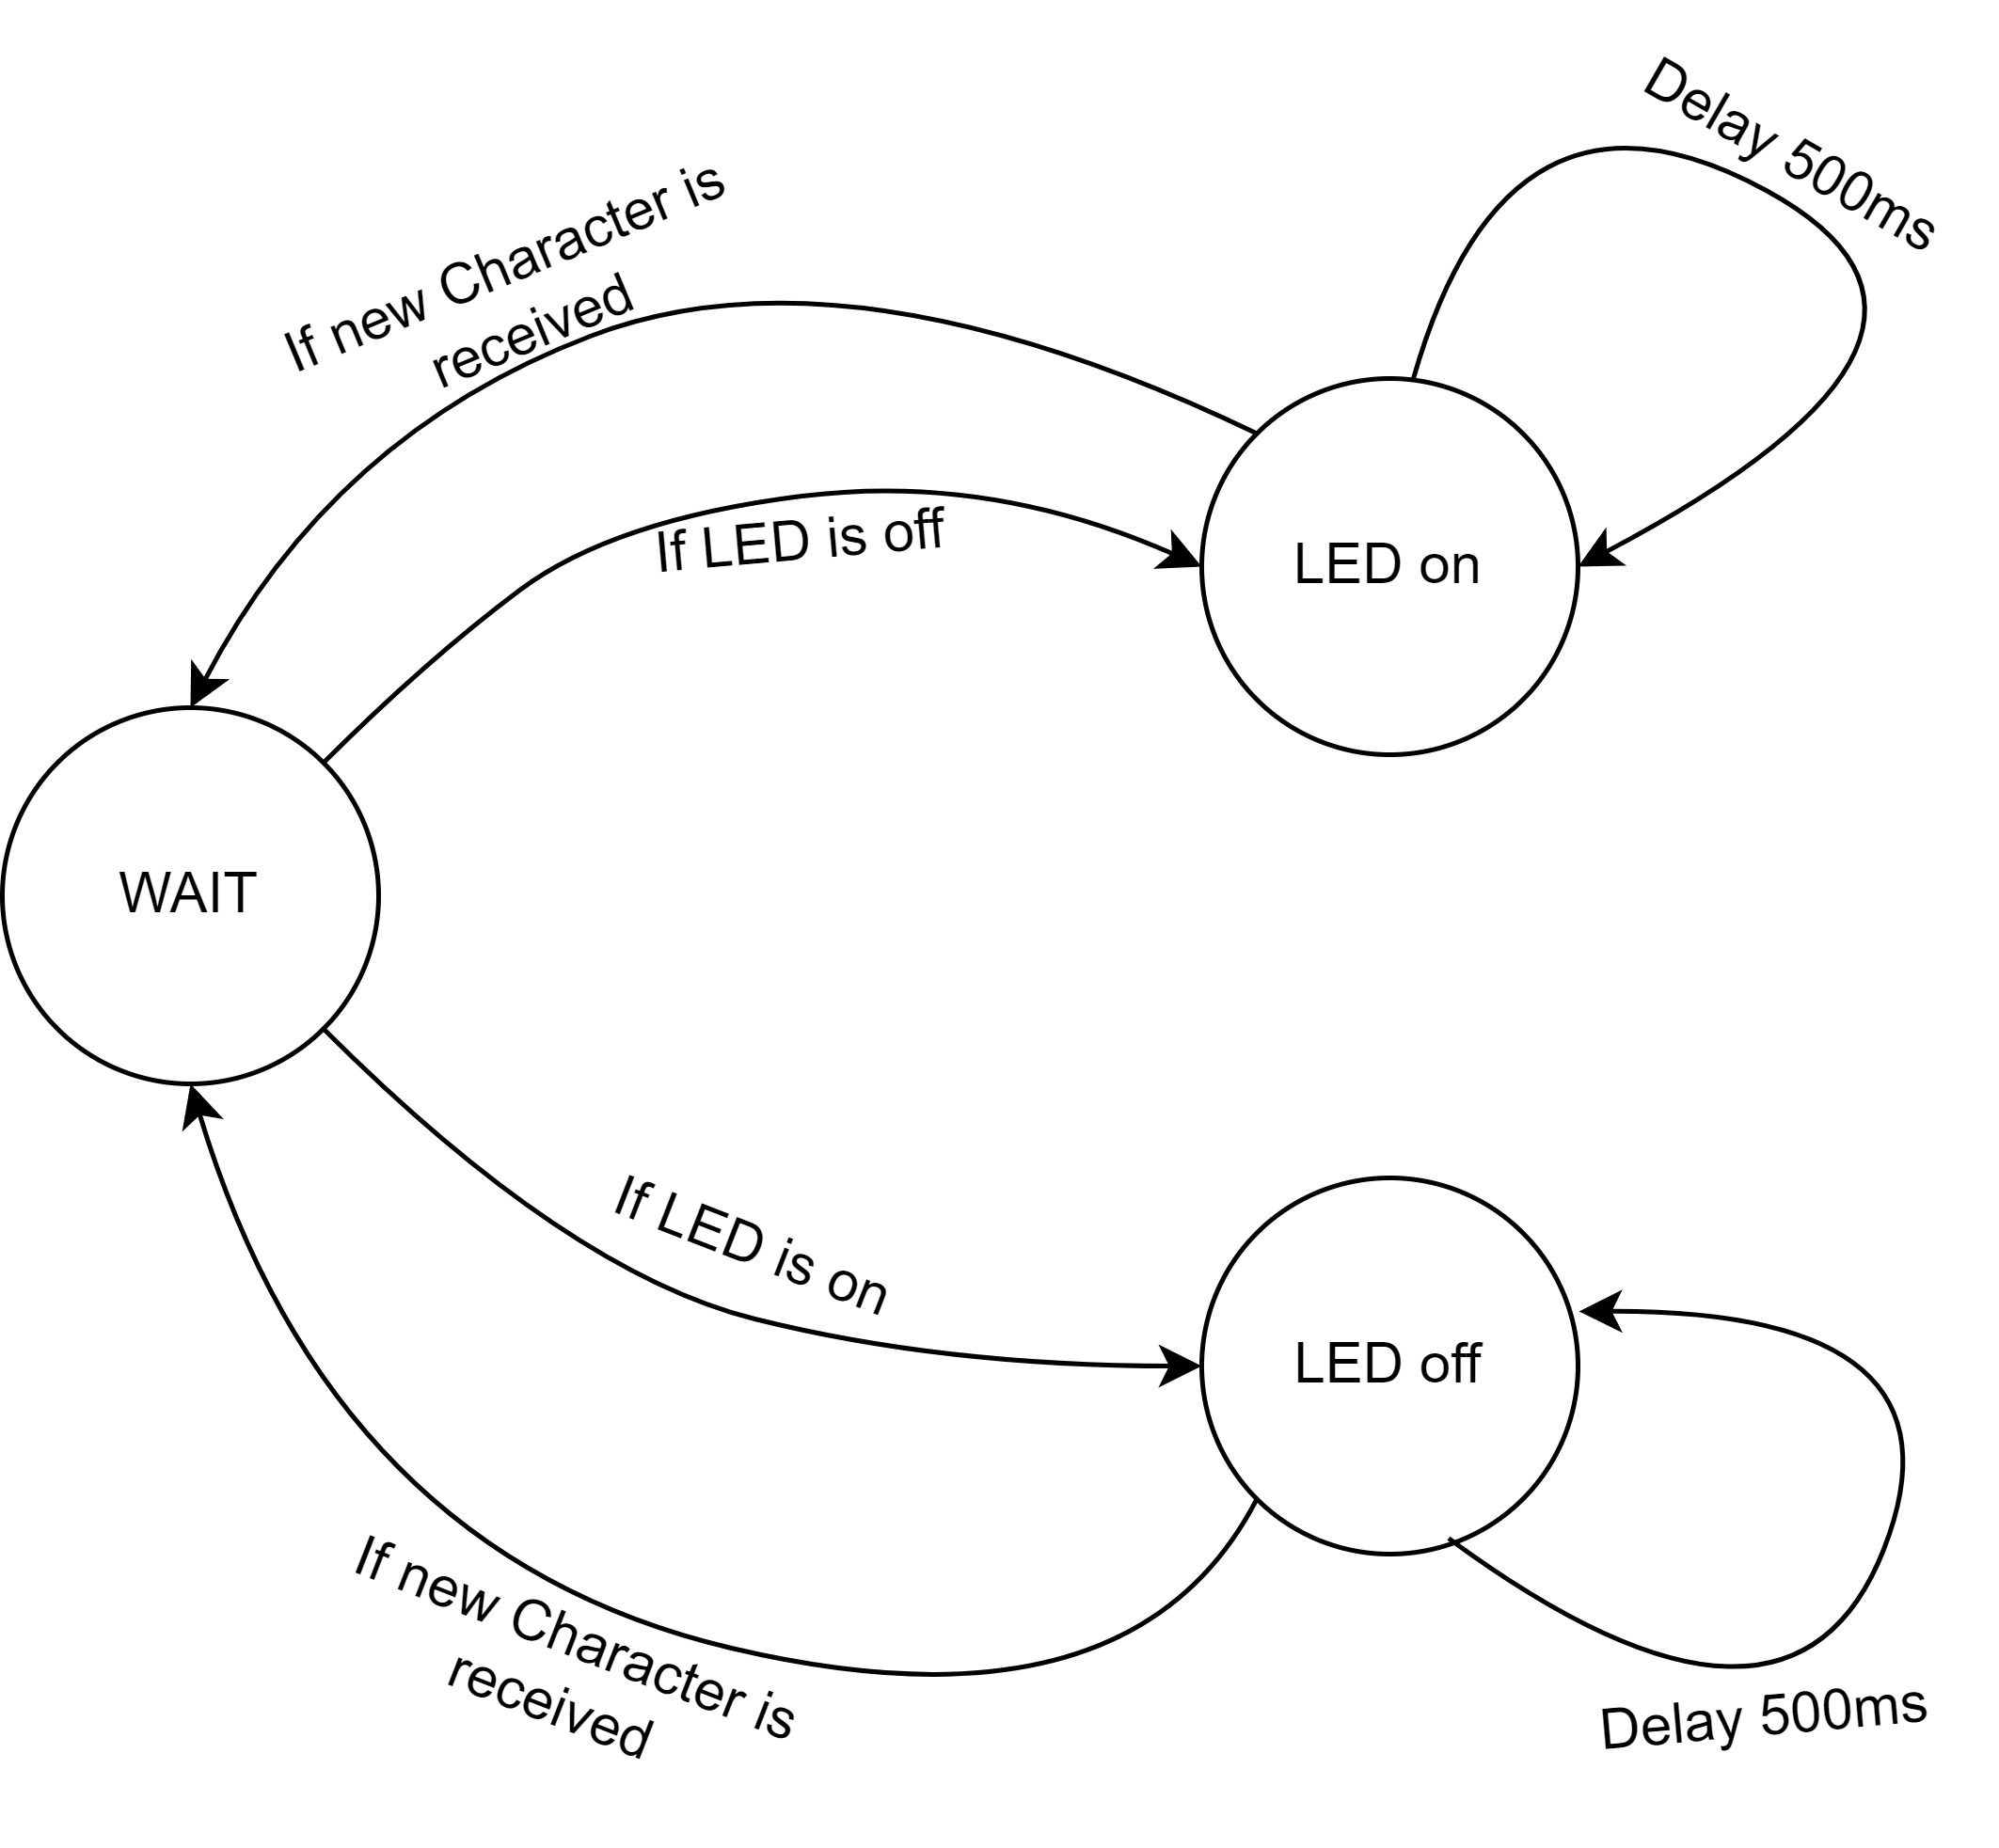 Delay 500ms
If new Character is
received
If LED is off
LED on
WAIT
If LED is on
LED off
If new Character is
received
Delay 500ms